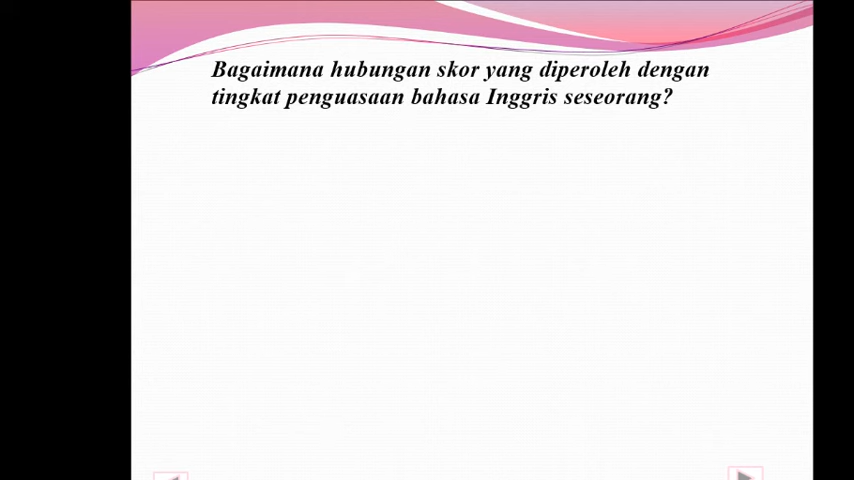 Bagaimana hubungan skor yang diperoleh dengan
tingkat penguasaan bahasa Inggris seseorang?